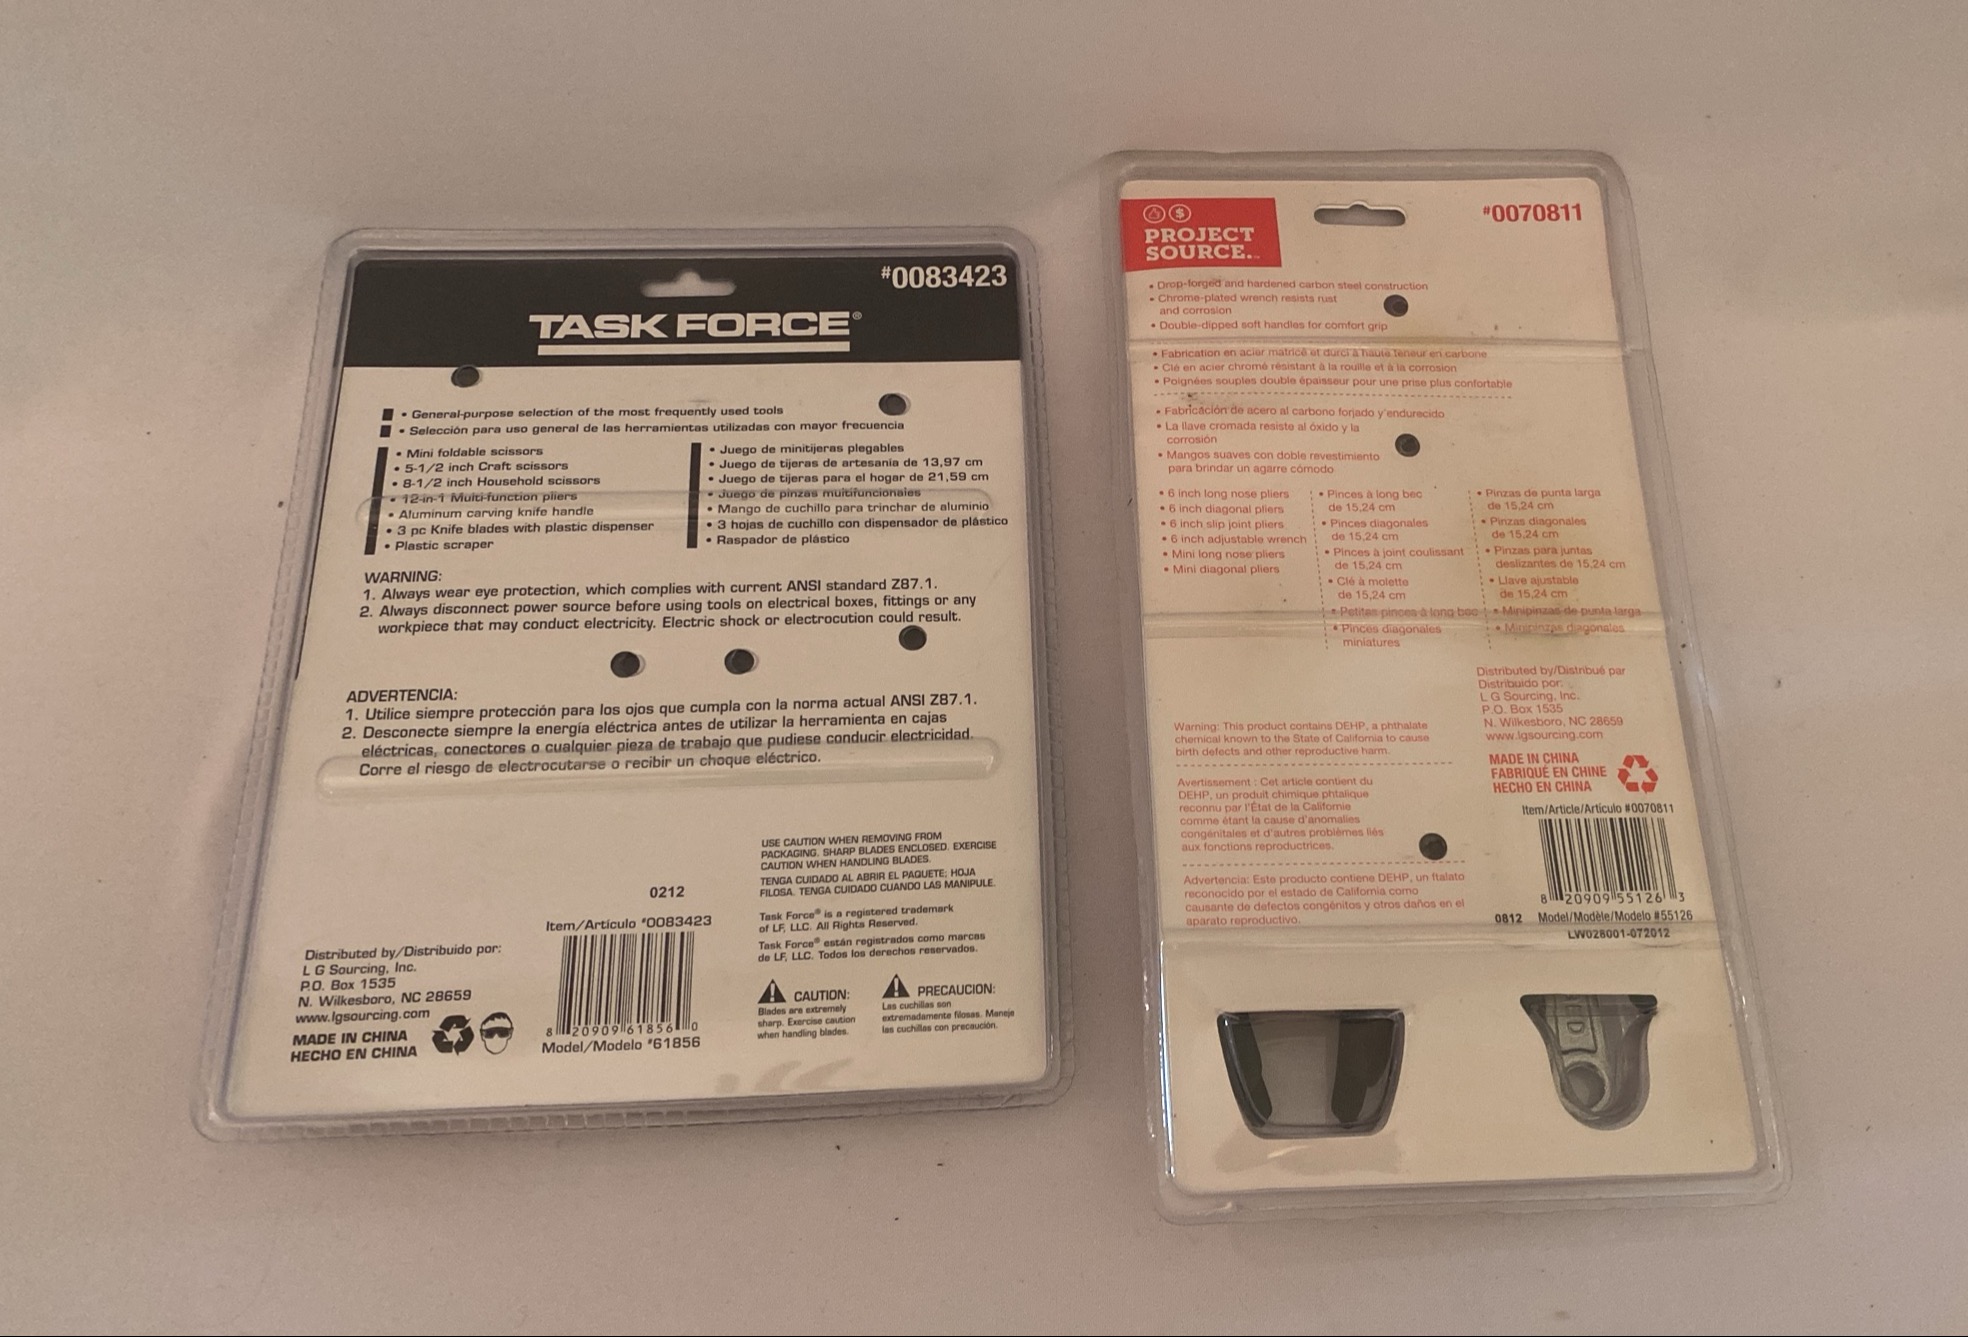 #0083423
TASK FORCE®
• General-purpose selection of the most frequently used tools
• Selección para uso general de las herramientas utilizadas con mayor frecuencia
• Mini foldable scissors
• 5-1/2 inch Craft scissors
• 8-1/2 inch Household scissors
• 12-in-1 Multi-function pliers
• Aluminum carving knife handle
• 3 pc Knife blades with plastic dispenser
• Plastic scraper
• Juego de minitijeras plegables
• Juego de tijeras de artesania de 13,97 cm
• Juego de tijeras para el hogar de 21,59 cm
• Juego de pinzas multifuncionales
• Mango de cuchillo para trinchar de aluminio
• 3 hojas de cuchillo con dispensador de plástico
• Raspador de plástico
WARNING:
1. Always wear eye protection, which complies with current ANSI standard Z87.1.
2. Always disconnect power source before using tools on electrical boxes, fittings or any
workpiece that may conduct electricity. Electric shock or electrocution could result.
ADVERTENCIA:
1. Utilice siempre protección para los ojos que cumpla con la norma actual ANSI Z87.1.
2. Desconecte siempre la energía eléctrica antes de utilizar la herramienta en cajas
eléctricas, conectores o cualquier pieza de trabajo que pudiese conducir electricidad.
Corre el riesgo de electrocutarse o recibir un choque eléctrico.
USE CAUTION WHEN REMOVING FROM
PACKAGING. SHARP BLADES ENCLOSED. EXERCISE
CAUTION WHEN HANDLING BLADES.
TENGA CUIDADO AL ABRIR EL PAQUETE; HOJA
FILOSA. TENGA CUIDADO CUANDO LAS MANIPULE.
Task Force® is a registered trademark
of LF, LLC. All Rights Reserved.
Task Force® están registrados como marcas
de LF, LLC. Todos los derechos reservados.
CAUTION:
Blades are extremely
sharp. Exercise caution
when handling blades.
PRECAUCION:
Las cuchillas son
extremadamente filosas. Maneje
las cuchillas con precaución.
0212
Item/Artículo #0083423
8 20909 61856 0
Model/Modelo #61856
Distributed by/Distribuido por:
L G Sourcing, Inc.
P.O. Box 1535
N. Wilkesboro, NC 28659
www.lgsourcing.com
MADE IN CHINA
HECHO EN CHINA
PROJECT
SOURCE.™
#0070811
• Drop-forged and hardened carbon steel construction
• Chrome-plated wrench resists rust
and corrosion
• Double-dipped soft handles for comfort grip
• Fabrication en acier matricé et durci à haute teneur en carbone
• Clé en acier chromé résistant à la rouille et à la corrosion
• Poignées souples double épaisseur pour une prise plus confortable
• Fabricación de acero al carbono forjado y endurecido
• La llave cromada resiste al óxido y la
corrosión
• Mangos suaves con doble revestimiento
para brindar un agarre cómodo
• 6 inch long nose pliers
• 6 inch diagonal pliers
• 6 inch slip joint pliers
• 6 inch adjustable wrench
• Mini long nose pliers
• Mini diagonal pliers
• Pinces à long bec
de 15,24 cm
• Pinces diagonales
de 15,24 cm
• Pinces à joint coulissant
de 15,24 cm
• Clé à molette
de 15,24 cm
• Petites pinces à long bec
• Pinces diagonales
miniatures
• Pinzas de punta larga
de 15,24 cm
• Pinzas diagonales
de 15,24 cm
• Pinzas para juntas
deslizantes de 15,24 cm
• Llave ajustable
de 15,24 cm
• Minipinzas de punta larga
• Minipinzas diagonales
Distributed by/Distribué par
Distribuido por:
L G Sourcing, Inc.
P.O. Box 1535
N. Wilkesboro, NC 28659
www.lgsourcing.com
MADE IN CHINA
FABRIQUÉ EN CHINE
HECHO EN CHINA
Warning: This product contains DEHP, a phthalate
chemical known to the State of California to cause
birth defects and other reproductive harm.
Avertissement : Cet article contient du
DEHP, un produit chimique phtalique
reconnu par l'État de la Californie
comme étant la cause d'anomalies
congénitales et d'autres problèmes liés
aux fonctions reproductrices.
Advertencia: Este producto contiene DEHP, un ftalato
reconocido por el estado de California como
causante de defectos congénitos y otros daños en el
aparato reproductivo.
Item/Article/Artículo #0070811
8 20909 55126 3
0812 Model/Modèle/Modelo #55126
LW028001-072012